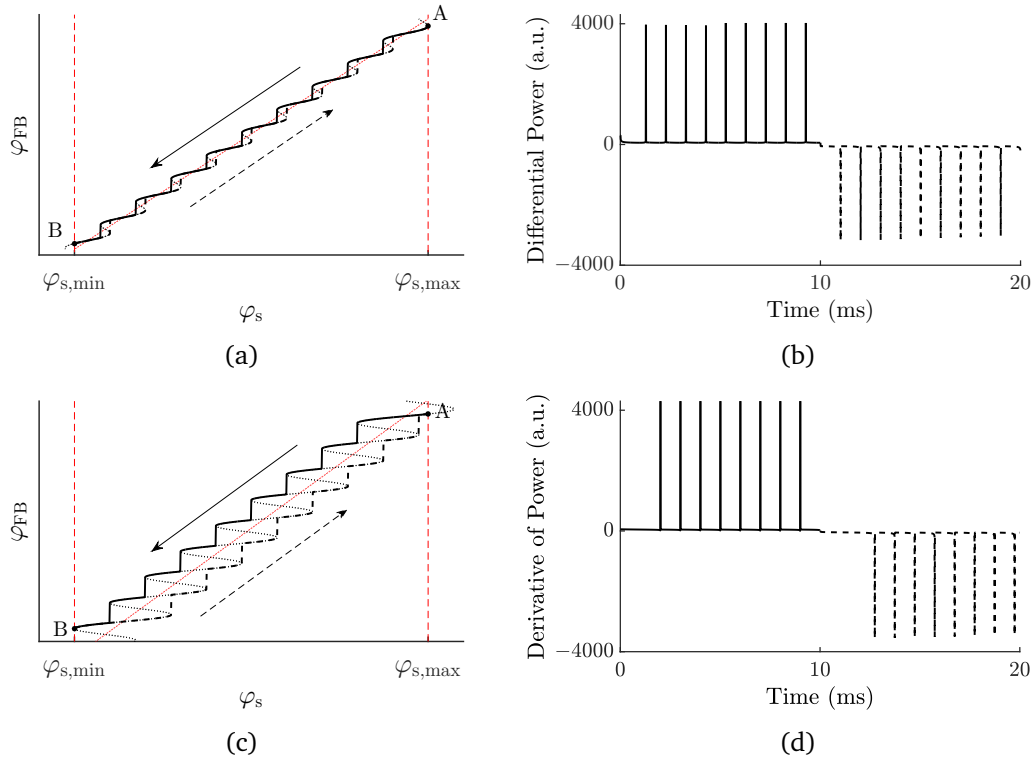 A
φFB
B
φs,min
φs,max
φs
(a)
4000
0
−4000
Differential Power (a.u.)
0
10
20
Time (ms)
(b)
A
φFB
B
φs,min
φs,max
φs
(c)
4000
0
−4000
Derivative of Power (a.u.)
0
10
20
Time (ms)
(d)